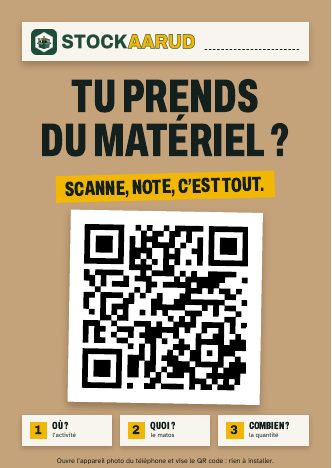 STOCKAARUD
TU PRENDS
DU MATÉRIEL ?
SCANNE, NOTE, C'EST TOUT.
1 OÙ ?
l'activité
2 QUOI ?
le matos
3 COMBIEN ?
la quantité
Ouvre l'appareil photo du téléphone et vise le QR code : rien à installer.